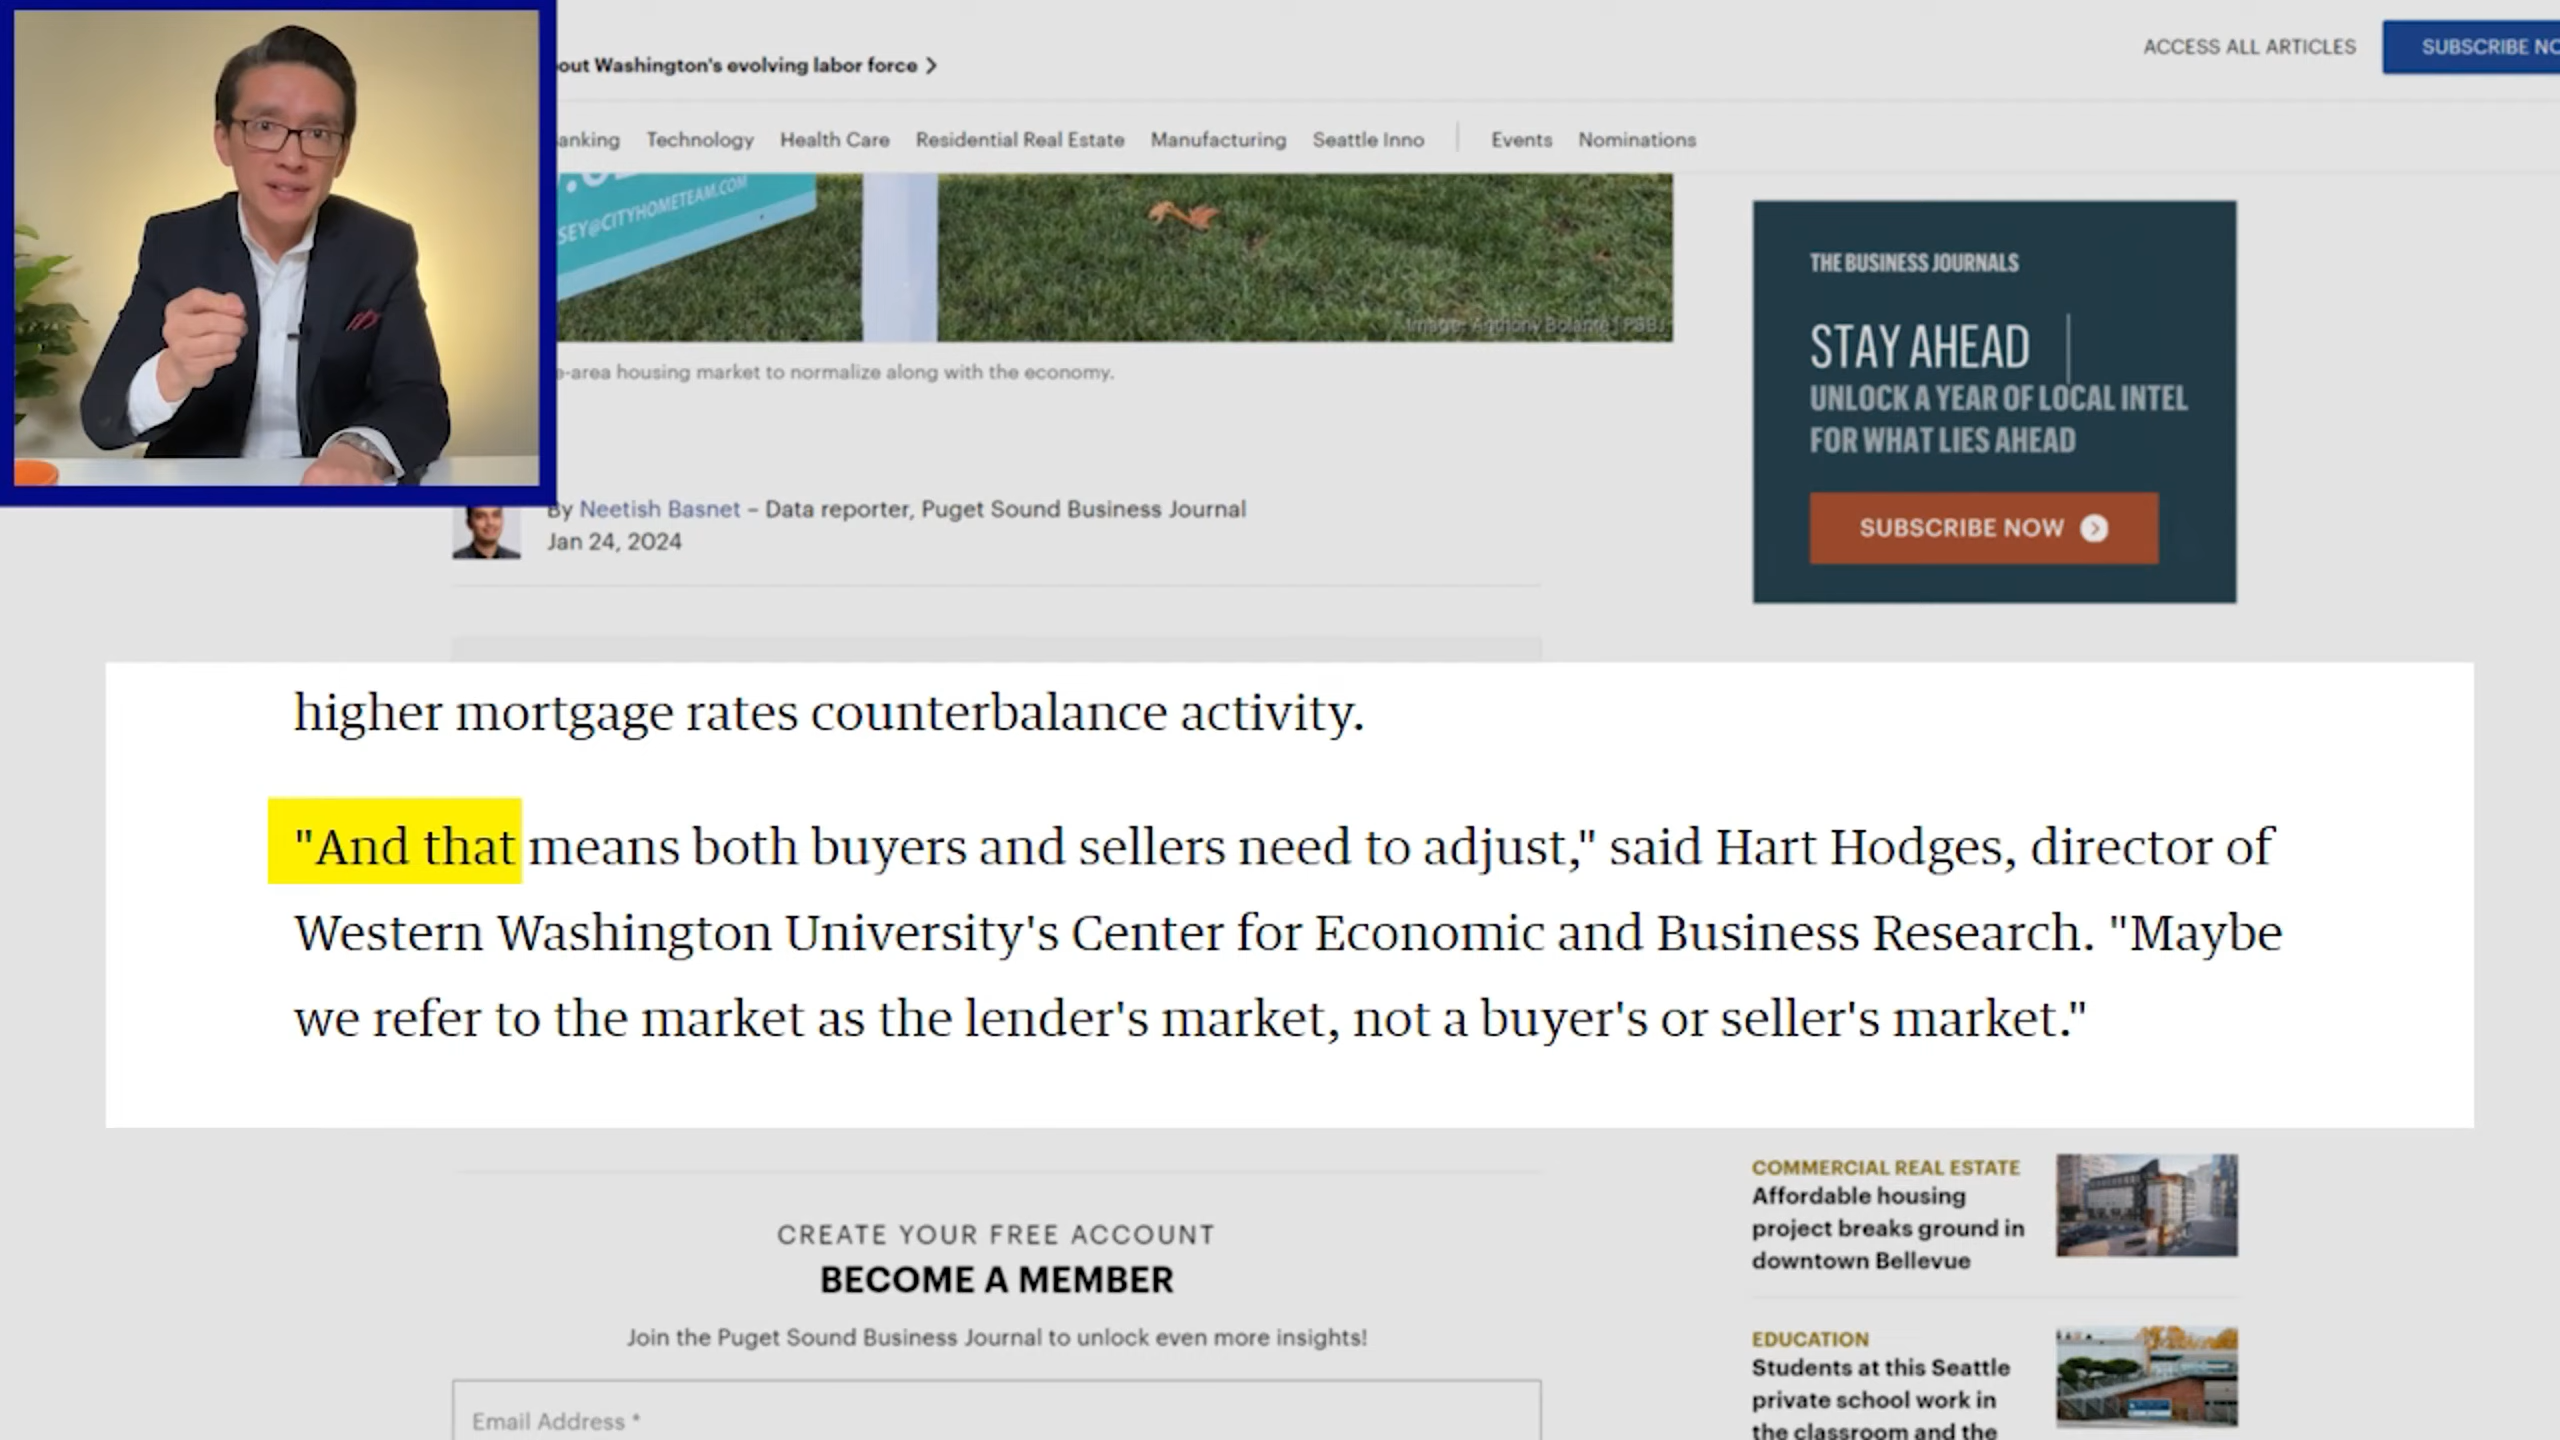 Washington's evolving labor force
ACCESS ALL ARTICLES
SUBSCRIBE
Technology Health Care Residential Real Estate Manufacturing Seattle Inno Events Nominations
SEY@CITYHOMETEAM.COM
Image: Anthony Bolante | PSBJ
housing market to normalize along with the economy.
THE BUSINESS JOURNALS
STAY AHEAD
UNLOCK A YEAR OF LOCAL INTEL
FOR WHAT LIES AHEAD
SUBSCRIBE NOW
By Neetish Basnet – Data reporter, Puget Sound Business Journal
Jan 24, 2024
higher mortgage rates counterbalance activity.
"And that means both buyers and sellers need to adjust," said Hart Hodges, director of
Western Washington University's Center for Economic and Business Research. "Maybe
we refer to the market as the lender's market, not a buyer's or seller's market."
CREATE YOUR FREE ACCOUNT
BECOME A MEMBER
Join the Puget Sound Business Journal to unlock even more insights!
Email Address *
COMMERCIAL REAL ESTATE
Affordable housing
project breaks ground in
downtown Bellevue
EDUCATION
Students at this Seattle
private school work in
the classroom and the